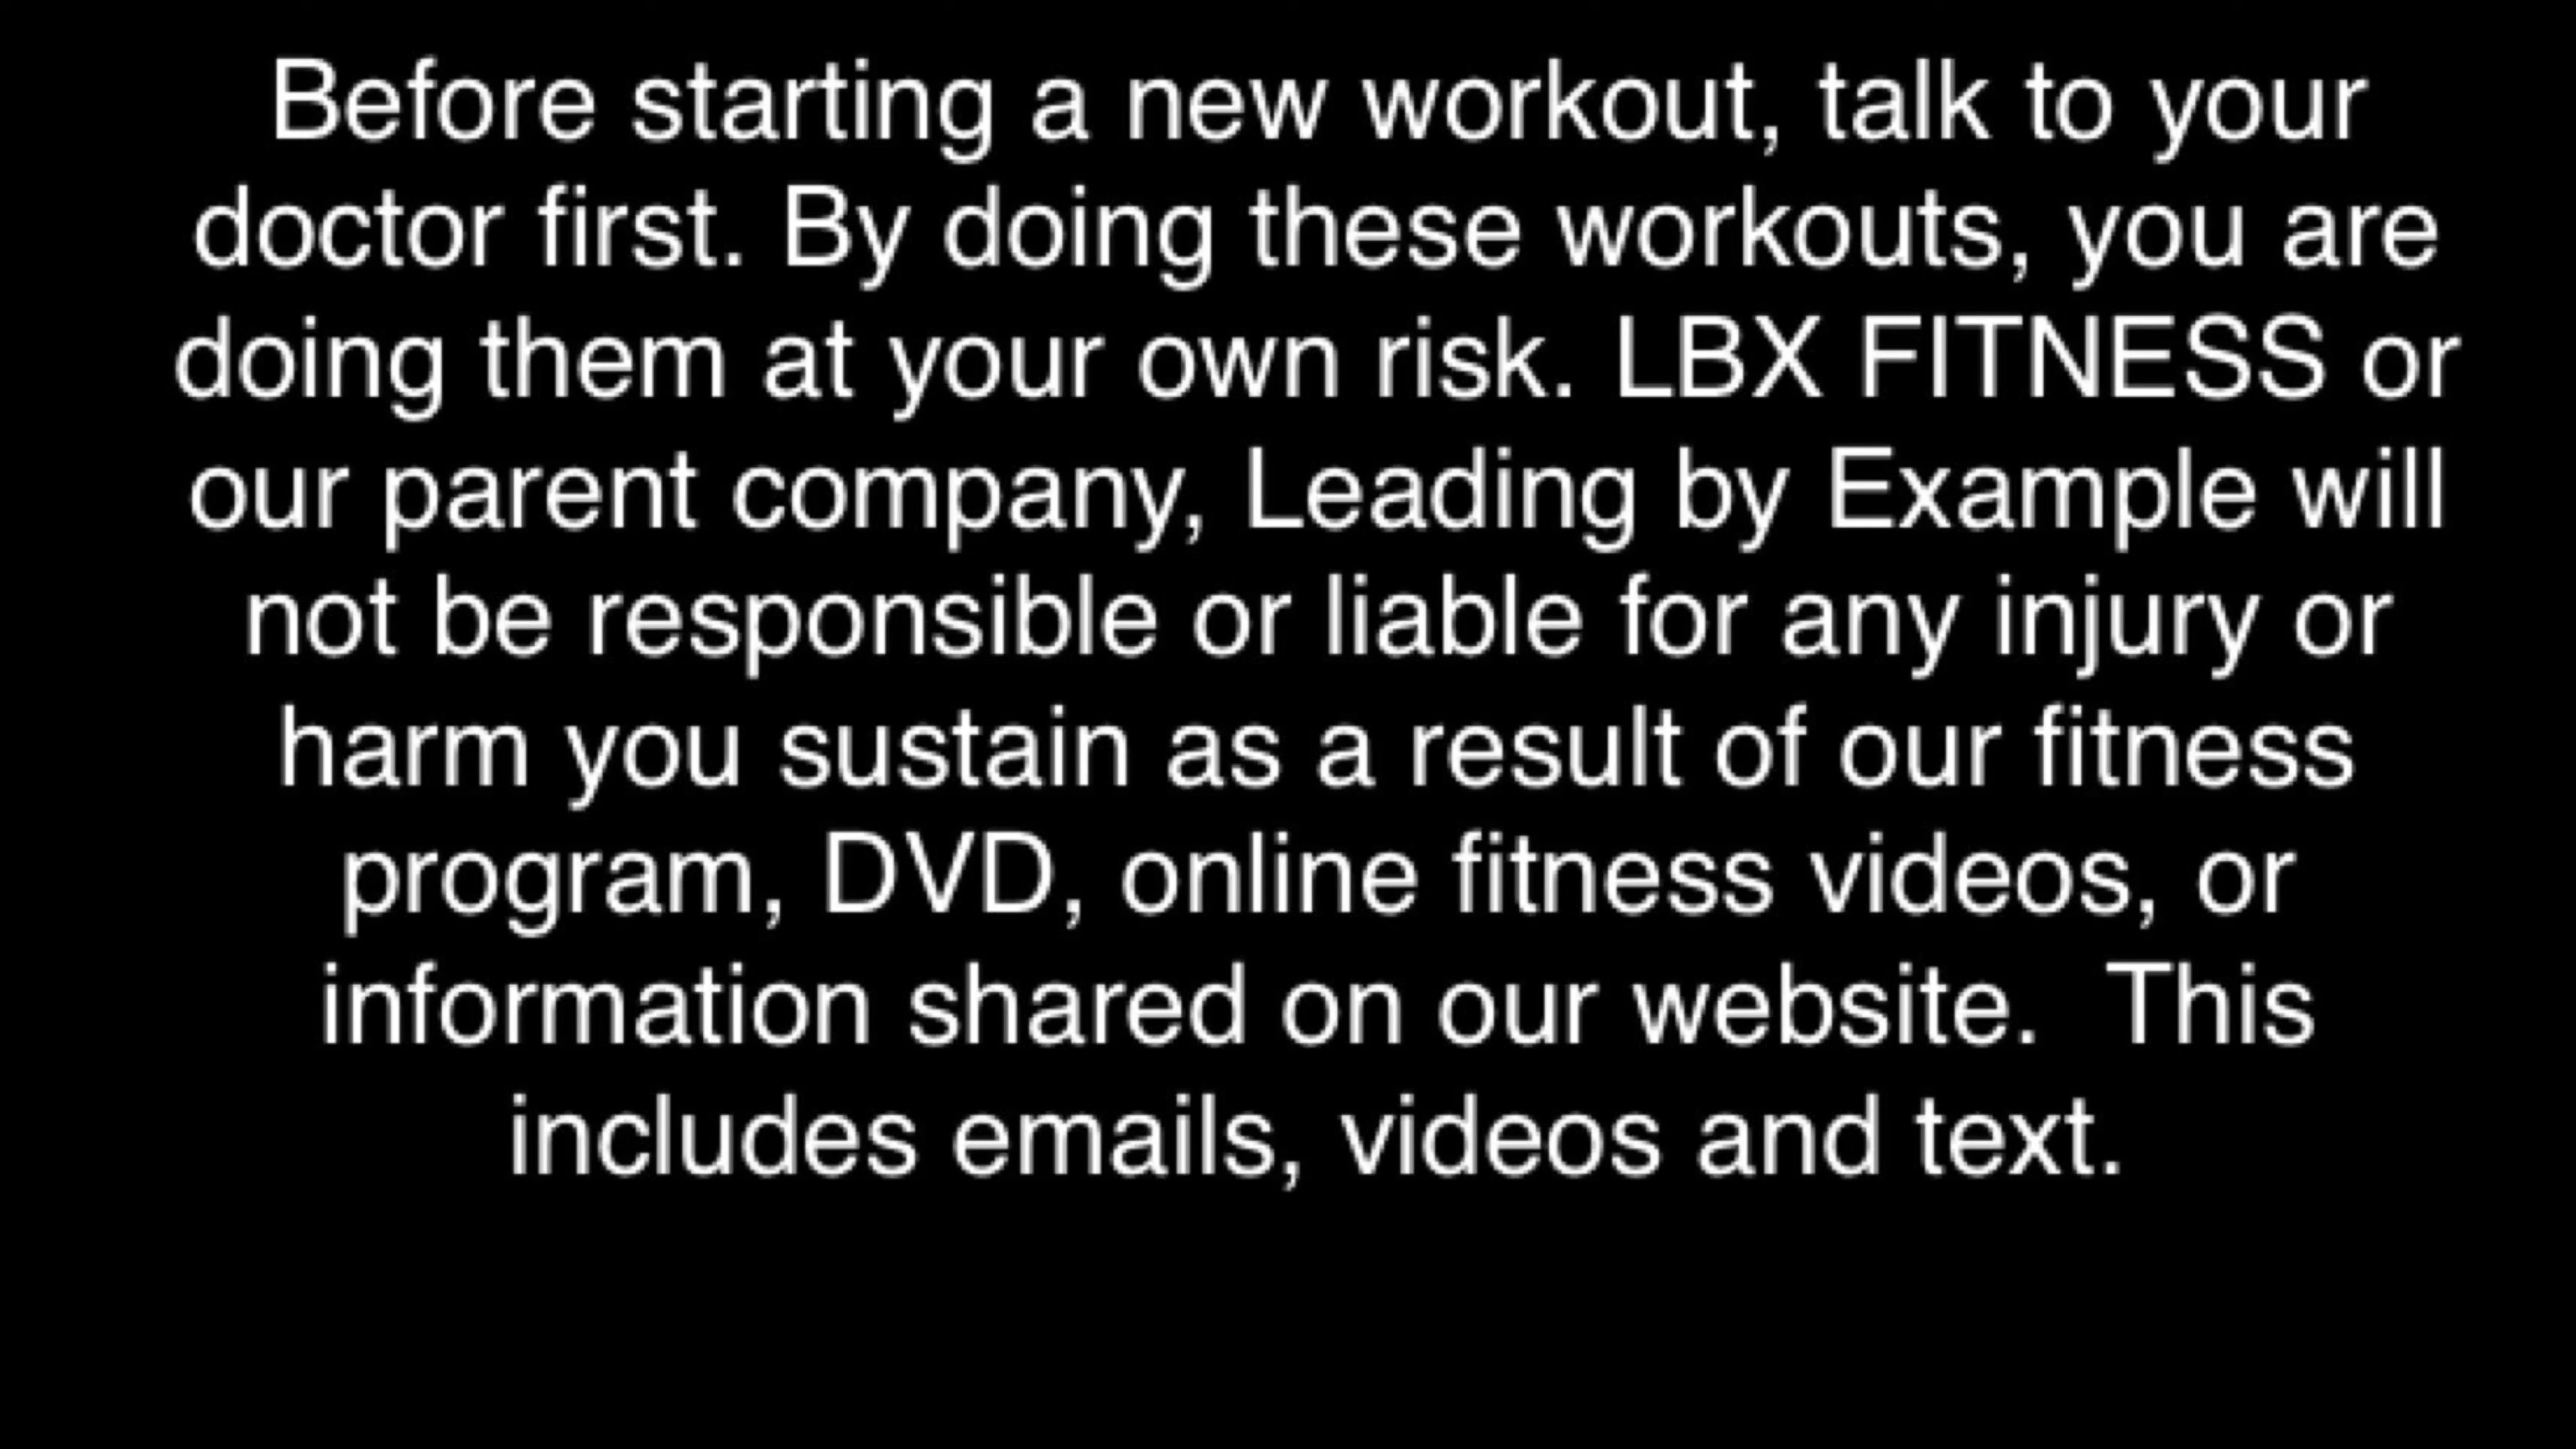 Before starting a new workout, talk to your
doctor first. By doing these workouts, you are
doing them at your own risk. LBX FITNESS or
our parent company, Leading by Example will
not be responsible or liable for any injury or
harm you sustain as a result of our fitness
program, DVD, online fitness videos, or
information shared on our website.  This
includes emails, videos and text.